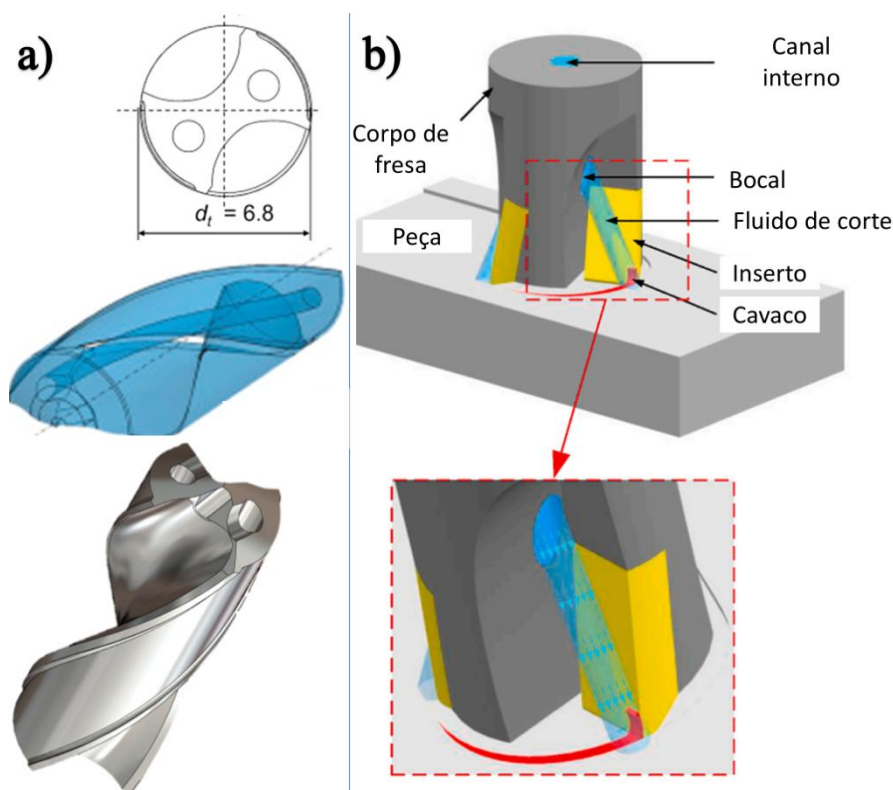 a)
d_t = 6.8
b)
Canal
interno
Corpo de
fresa
Bocal
Fluido de corte
Peça
Inserto
Cavaco